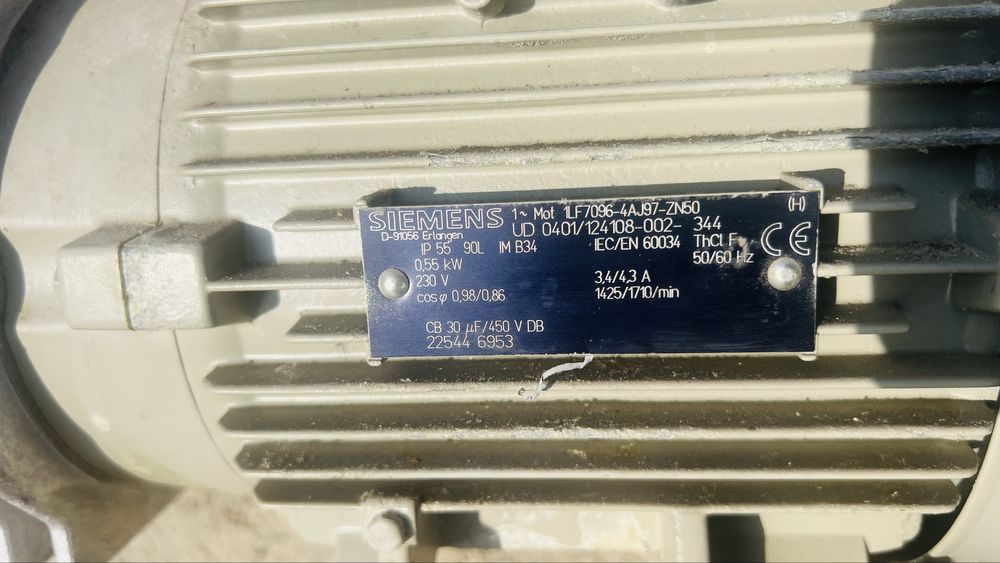 SIEMENS 1~ Mot 1LF7096-4AJ97-ZN50 (H)
D-91056 Erlangen UD 0401/124108-002- 344
IP 55 90L IM B34 IEC/EN 60034 ThCl F CE
0,55 kW 50/60 Hz
230 V 3,4/4,3 A
cos φ 0,98/0,86 1425/1710/min
CB 30 µF/450 V DB
22544 6953